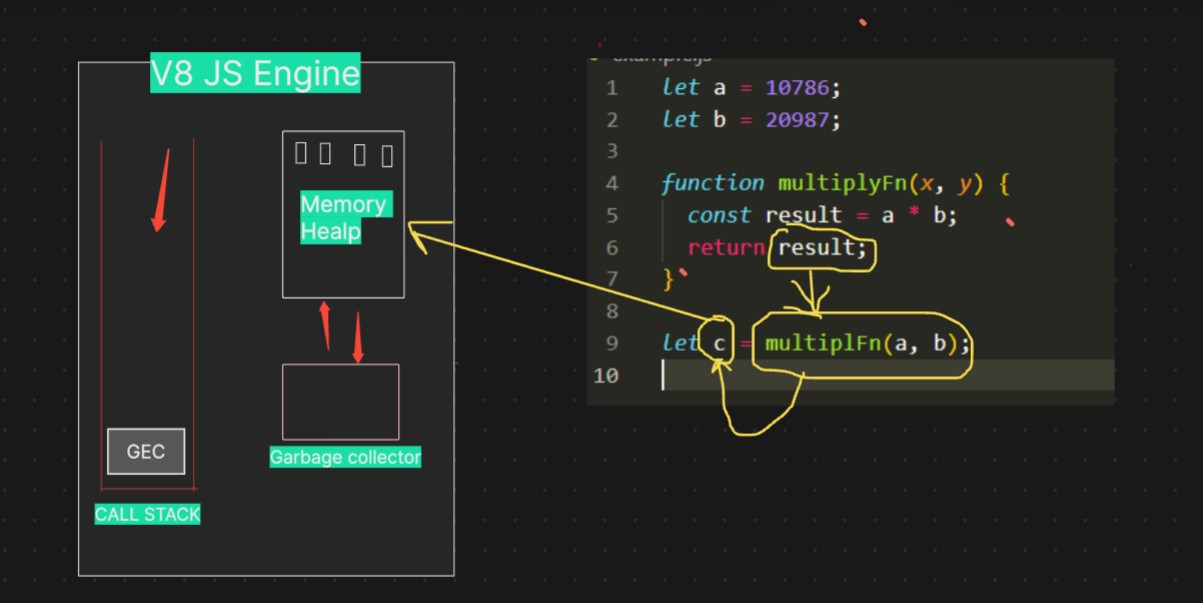 V8 JS Engine
Memory
Healp
Garbage collector
GEC
CALL STACK
1 let a = 10786;
2 let b = 20987;
3
4 function multiplyFn(x, y) {
5 const result = a * b;
6 return result;
7 }
8
9 let c = multiplFn(a, b);
10